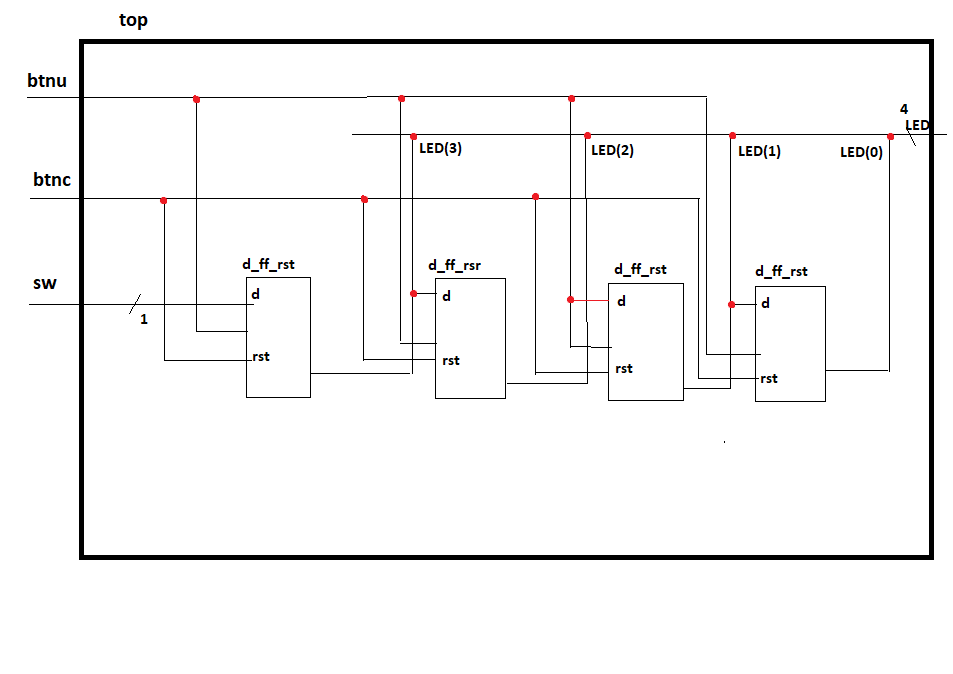 top
btnu
4
LED
LED(3)
LED(2)
LED(1)
LED(0)
btnc
d_ff_rst
d_ff_rsr
d_ff_rst
d_ff_rst
sw
1
d
d
d
d
rst
rst
rst
rst